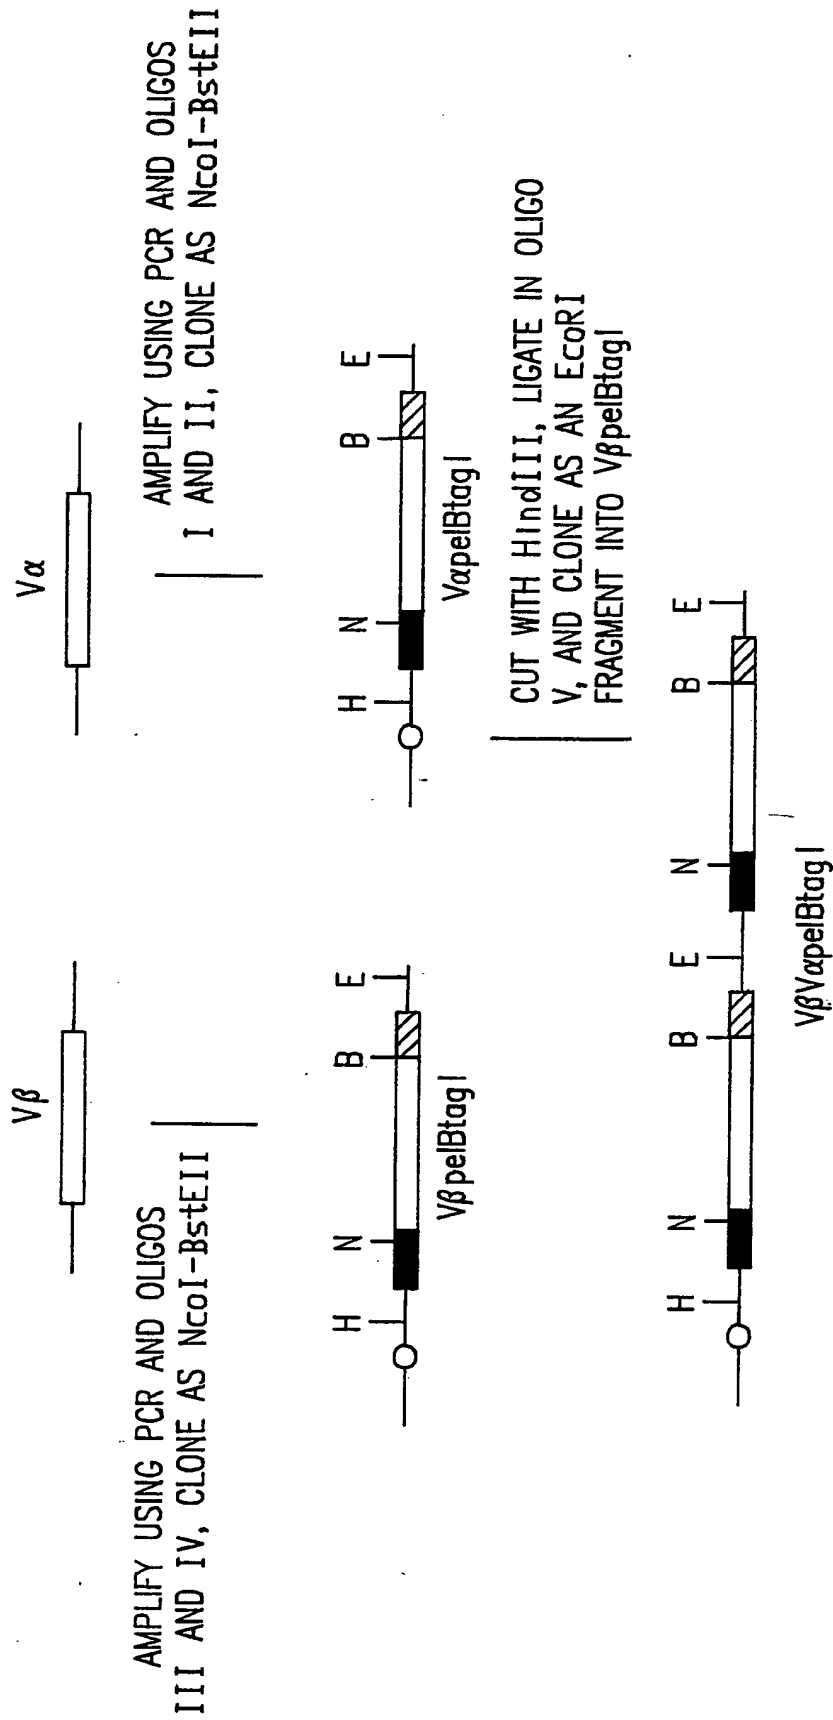 Vβ
Vα
AMPLIFY USING PCR AND OLIGOS
III AND IV, CLONE AS NcoI-BstEII
AMPLIFY USING PCR AND OLIGOS
I AND II, CLONE AS NcoI-BstEII
H N B E
VβpelBtagI
H N B E
VαpelBtagI
CUT WITH HindIII, LIGATE IN OLIGO
V, AND CLONE AS AN EcoRI
FRAGMENT INTO VβpelBtagI
H N B E N B E
VβVαpelBtagI